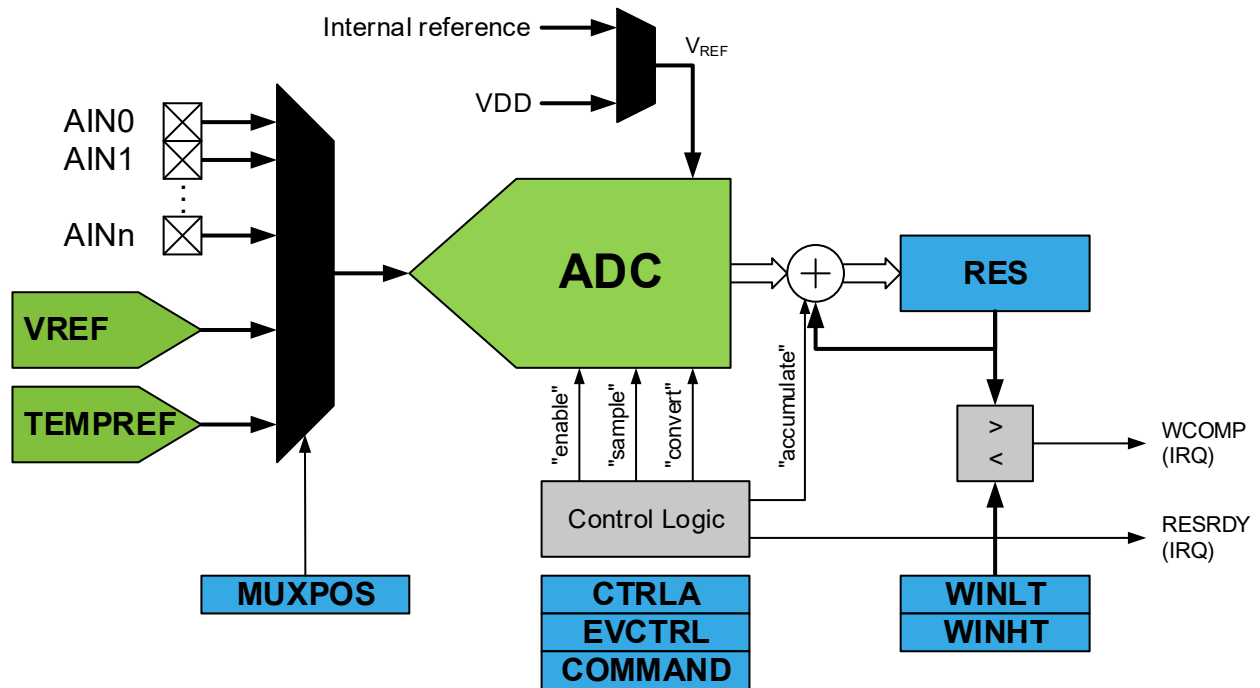 Internal reference
VREF
VDD
AIN0
AIN1
⋮
AINn
ADC
+
RES
VREF
TEMPREF
"enable"
"sample"
"convert"
"accumulate"
>
<
WCOMP
(IRQ)
Control Logic
RESRDY
(IRQ)
MUXPOS
CTRLA
EVCTRL
COMMAND
WINLT
WINHT